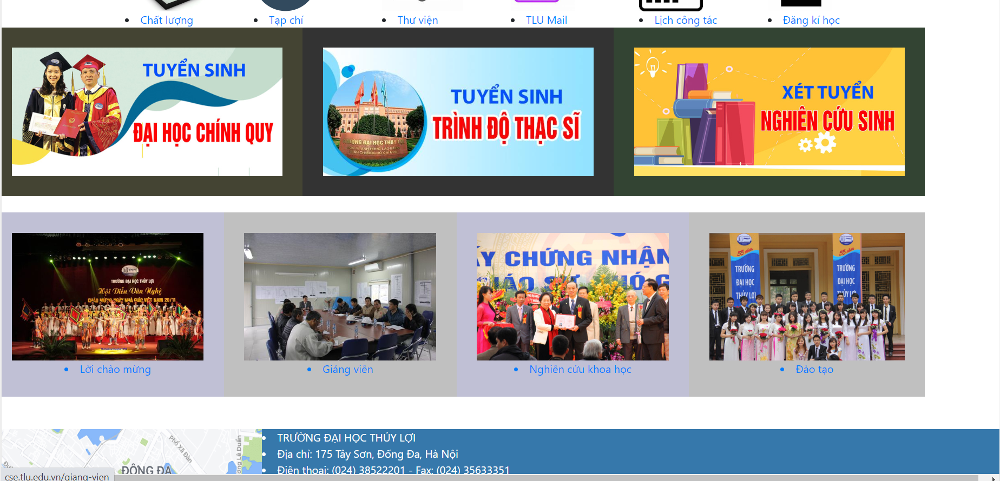 Chất lượng
Tạp chí
Thư viện
TLU Mail
Lịch công tác
Đăng kí học
TUYỂN SINH
ĐẠI HỌC CHÍNH QUY
TUYỂN SINH
TRÌNH ĐỘ THẠC SĨ
TRƯỜNG ĐẠI HỌC THỦY LỢI
XÉT TUYỂN
NGHIÊN CỨU SINH
TRƯỜNG ĐẠI HỌC THỦY LỢI
Hội Diễn Văn Nghệ
CHÀO MỪNG NGÀY NHÀ GIÁO VIỆT NAM 20/11
ẤY CHỨNG NHẬN
55 năm
TRƯỜNG
ĐẠI HỌC
THỦY LỢI
55 năm
TRƯỜNG
ĐẠI HỌC
THỦY LỢI
Lời chào mừng
Giảng viên
Nghiên cứu khoa học
Đào tạo
Phố Xã Đàn
ĐỐNG ĐA
TRƯỜNG ĐẠI HỌC THỦY LỢI
Địa chỉ: 175 Tây Sơn, Đống Đa, Hà Nội
Điện thoại: (024) 38522201 - Fax: (024) 35633351
cse.tlu.edu.vn/giang-vien